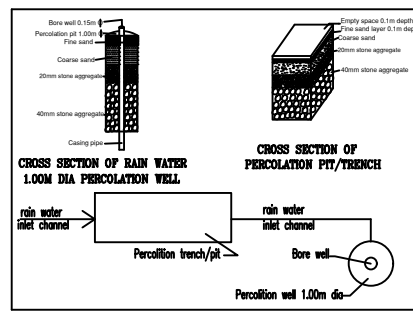 Bore well 0.15m ϕ
Percolation pit 1.00m ϕ
Fine sand
Coarse sand
20mm stone aggregate
40mm stone aggregate
Casing pipe
CROSS SECTION OF RAIN WATER
1.00M DIA PERCOLATION WELL
Empty space 0.1m depth
Fine sand layer 0.1m dep
Coarse sand
20mm stone aggregate
40mm stone aggregate
CROSS SECTION OF
PERCOLATION PIT/TRENCH
rain water
inlet channel
Percolition trench/pit
rain water
inlet channel
Bore well
Percolition well 1.00m dia